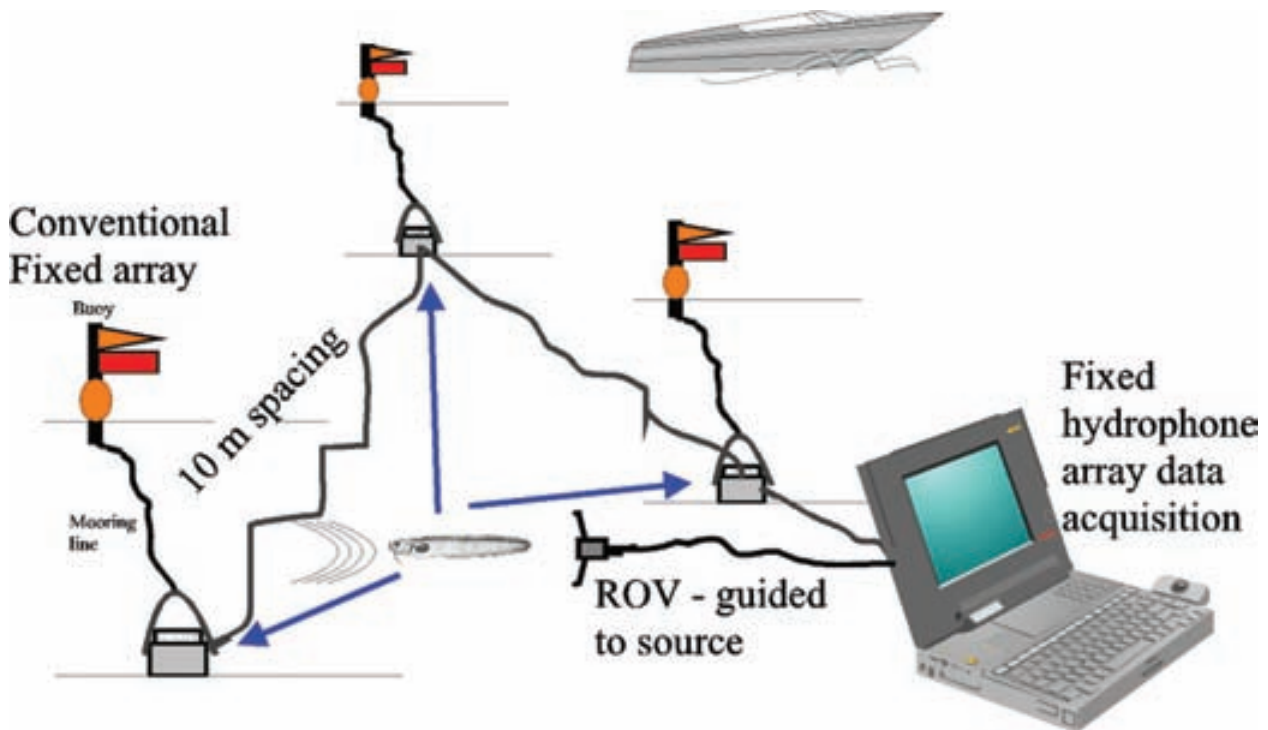 Conventional
Fixed array
Buoy
10 m spacing
Mooring
line
Fixed
hydrophone
array data
acquisition
ROV - guided
to source